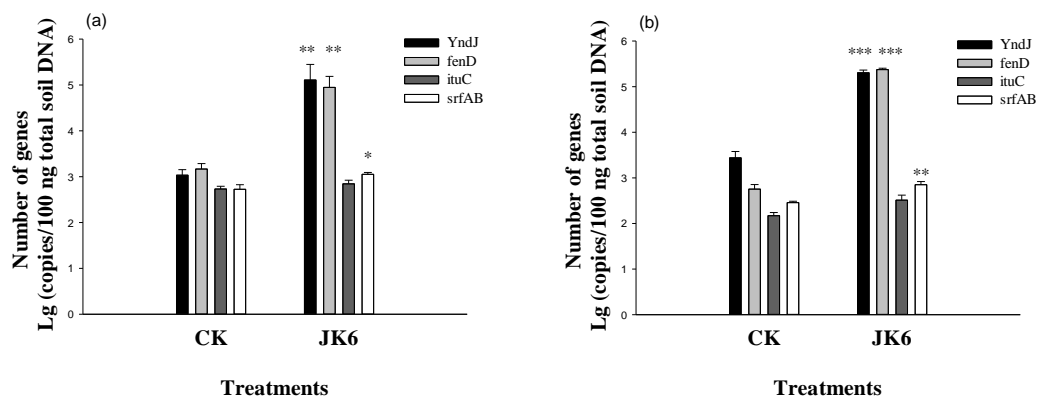 (a)
Number of genes
Lg (copies/100 ng total soil DNA)
6
5
4
3
2
1
0
** **
*
YndJ
fenD
ituC
srfAB
CK JK6
Treatments
(b)
Number of genes
Lg (copies/100 ng total soil DNA)
6
5
4
3
2
1
0
*** ***
**
YndJ
fenD
ituC
srfAB
CK JK6
Treatments